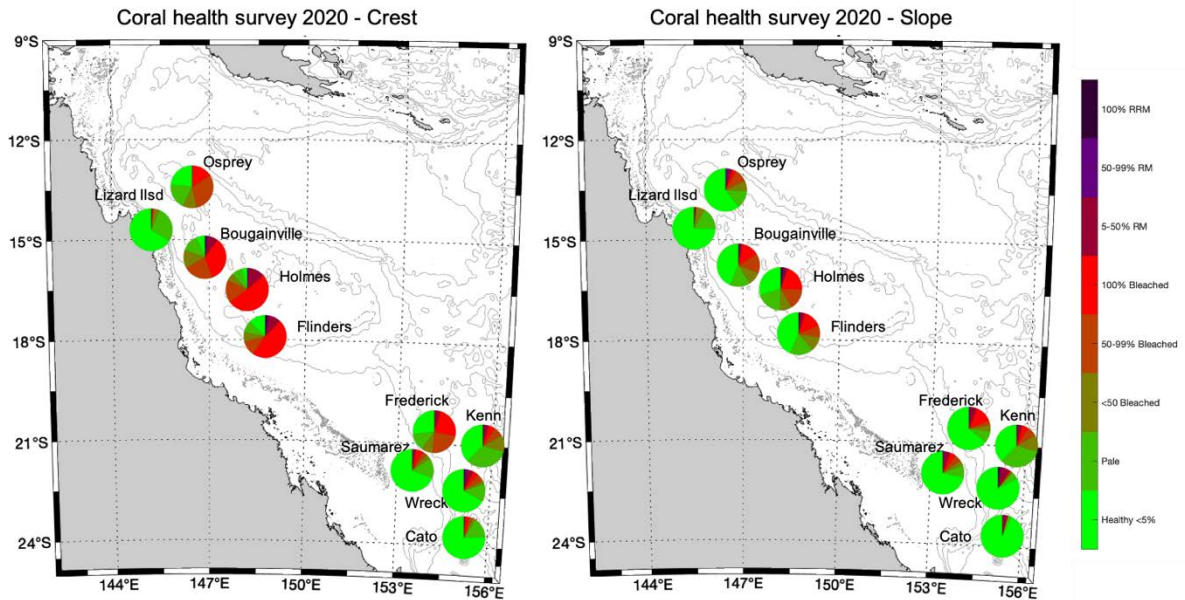 Coral health survey 2020 - Crest
9°S
12°S
15°S
18°S
21°S
24°S
144°E
147°E
150°E
153°E
156°E
Osprey
Lizard Ilsd
Bougainville
Holmes
Flinders
Frederick
Kenn
Saumarez
Wreck
Cato
Coral health survey 2020 - Slope
9°S
12°S
15°S
18°S
21°S
24°S
144°E
147°E
150°E
153°E
156°E
Osprey
Lizard Ilsd
Bougainville
Holmes
Flinders
Frederick
Kenn
Saumarez
Wreck
Cato
100% RRM
50-99% RM
5-50% RM
100% Bleached
50-99% Bleached
<50 Bleached
Pale
Healthy <5%